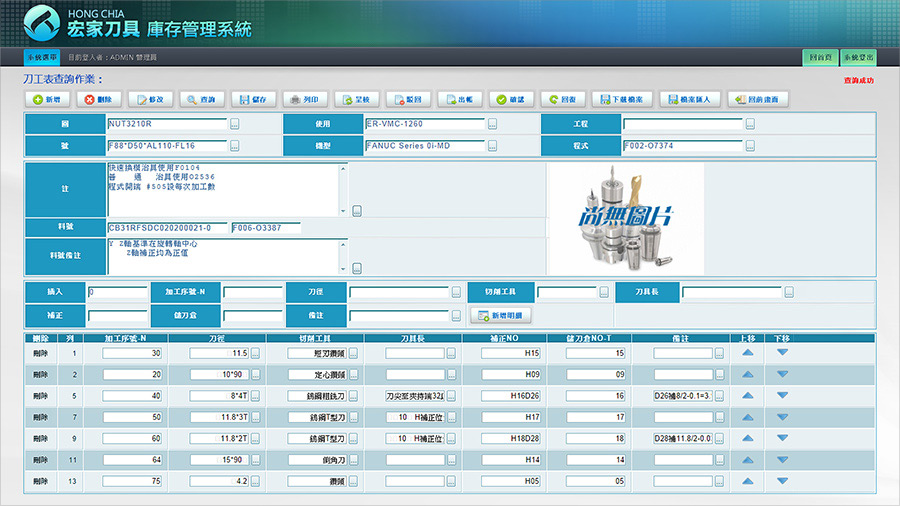 HONG CHIA
宏家刀具 庫存管理系統
系統選單 目前登入者：ADMIN 管理員 回首頁 系統登出
刀工表查詢作業： 查詢成功
新增 刪除 修改 查詢 儲存 列印 呈核 駁回 出帳 確認 回復 下載檔案 檔案匯入 回前畫面
圖 NUT3210R ... 使用 ER-VMC-1260 ... 工程 ...
號 F88*D50*AL110-FL16 ... 機型 FANUC Series 0i-MD ... 程式 F002-O7374 ...
註 快速換模治具使用F0104
普 通 治具使用O2536
程式開端 #505設每次加工數
尚無圖片
料號 CB31RFSDC020200021-0 F006-O3387
料號備註 Y Z軸基準在旋轉軸中心
Z軸補正均為正值
插入 0 加工序號-N 刀徑 ... 切削工具 ... 刀具長 ...
補正 儲刀倉 備註 ... 新增明細
刪除 列 加工序號-N 刀徑 切削工具 刀具長 補正NO 儲刀倉NO-T 備註 上移 下移
刪除 1 30 11.5 ... 短刃鑽頭 ... ... H15 15 ...
刪除 2 20 10*90 ... 定心鑽頭 ... ... H09 09 ...
刪除 5 40 8*4T ... 鎢鋼粗銑刀 ... 刀尖至夾持端32 ... H16D26 16 D26補8/2-0.1=3. ...
刪除 7 50 11.8*3T ... 鎢鋼T型刀 ... 10 H補正位 ... H17 17 ...
刪除 9 60 11.8*2T ... 鎢鋼T型刀 ... 10 H補正位 ... H18D28 18 D28補11.8/2-0.0 ...
刪除 11 64 15*90 ... 倒角刀 ... ... H14 14 ...
刪除 13 75 4.2 ... 鑽頭 ... ... H05 05 ...